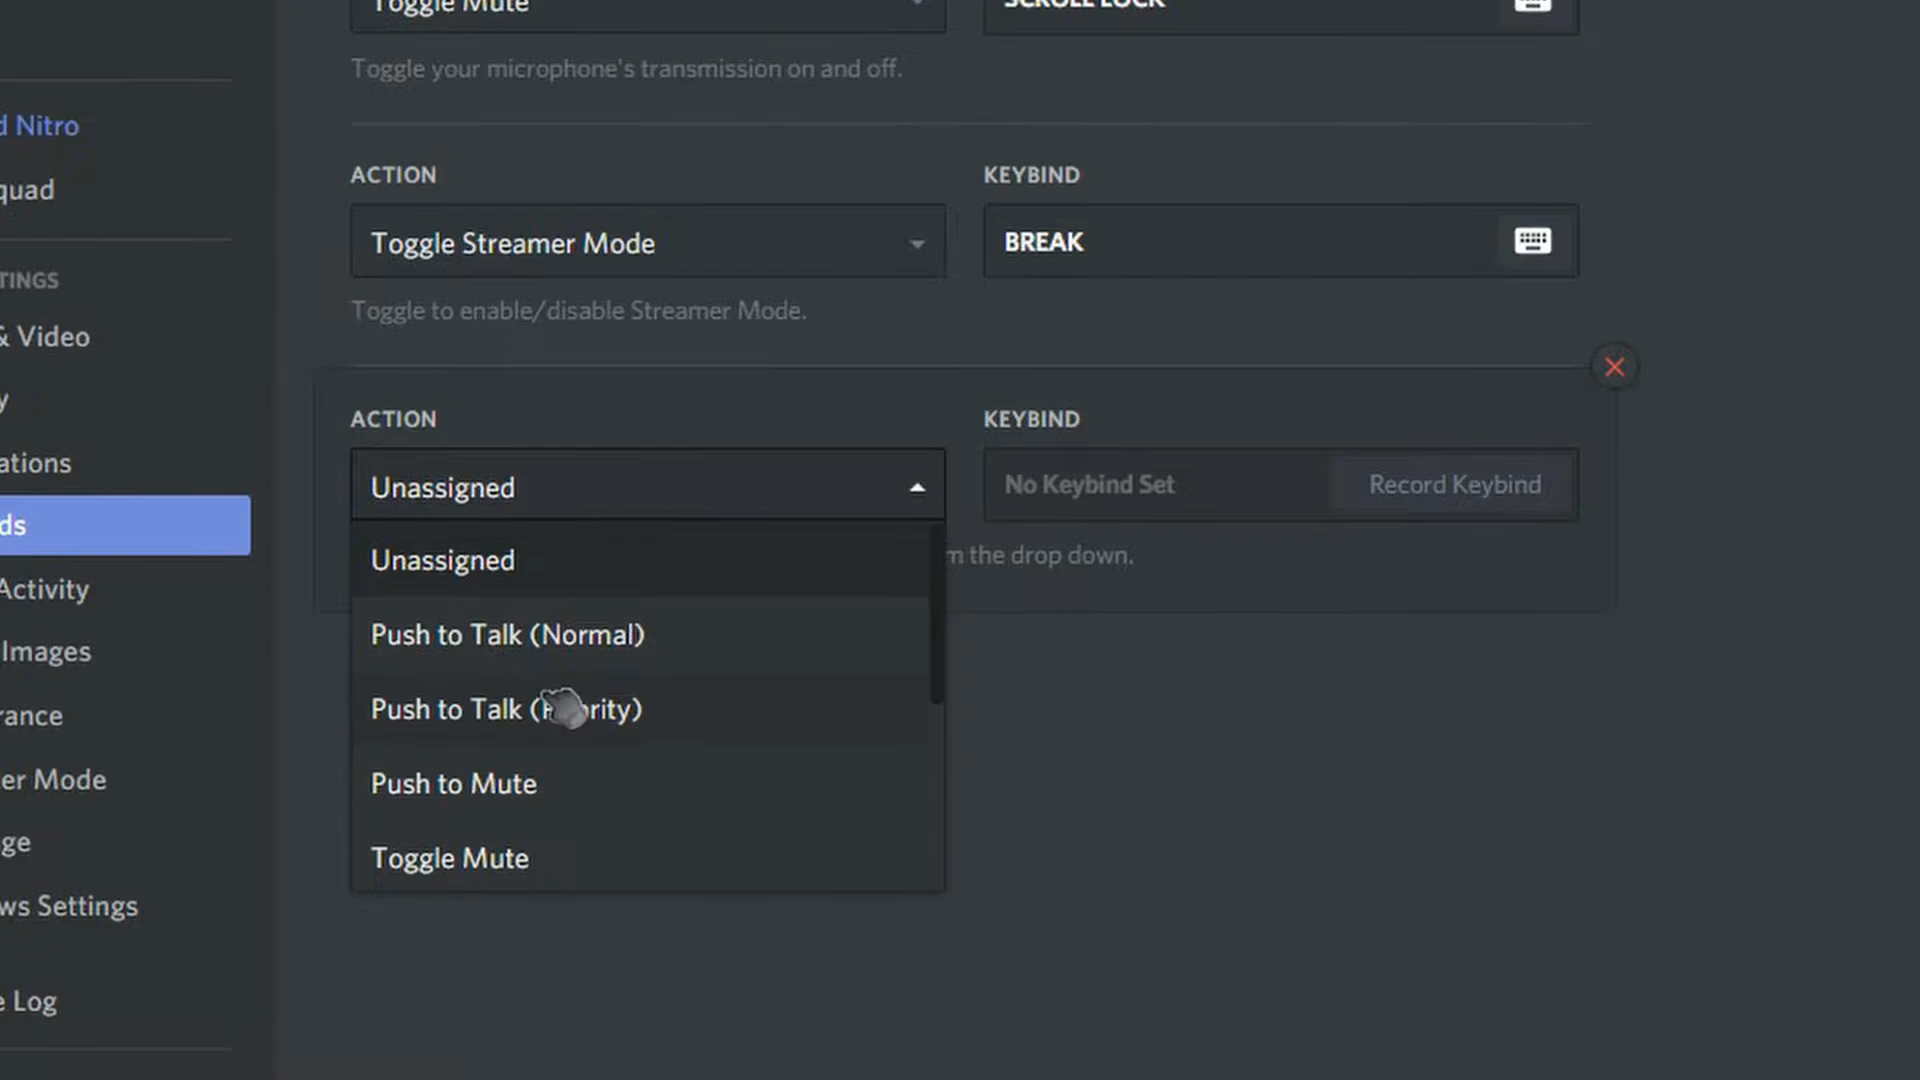 Toggle Mute
SCROLL LOCK
Toggle your microphone's transmission on and off.
d Nitro
quad
TINGS
& Video
y
ations
ds
Activity
Images
rance
er Mode
ge
ws Settings
e Log
ACTION
KEYBIND
Toggle Streamer Mode
BREAK
Toggle to enable/disable Streamer Mode.
ACTION
KEYBIND
Unassigned
No Keybind Set
Record Keybind
m the drop down.
Unassigned
Push to Talk (Normal)
Push to Talk (Priority)
Push to Mute
Toggle Mute